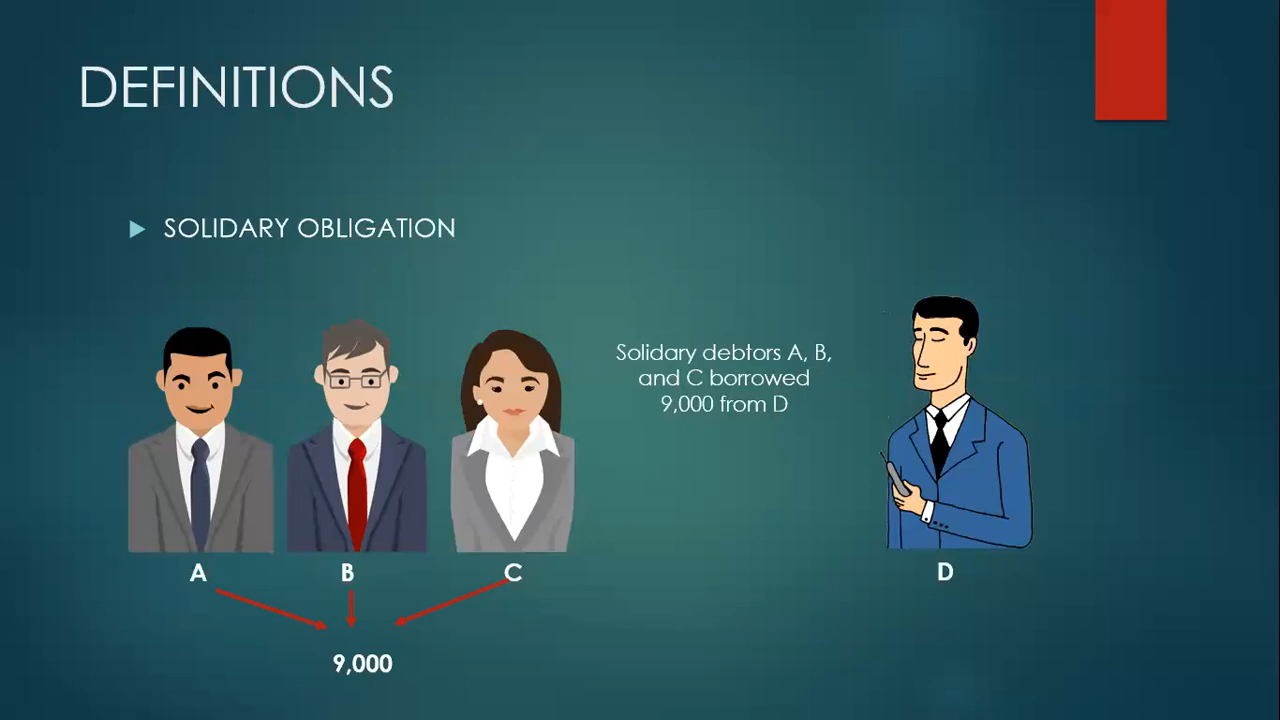 DEFINITIONS
SOLIDARY OBLIGATION
Solidary debtors A, B,
and C borrowed
9,000 from D
A B C D
9,000